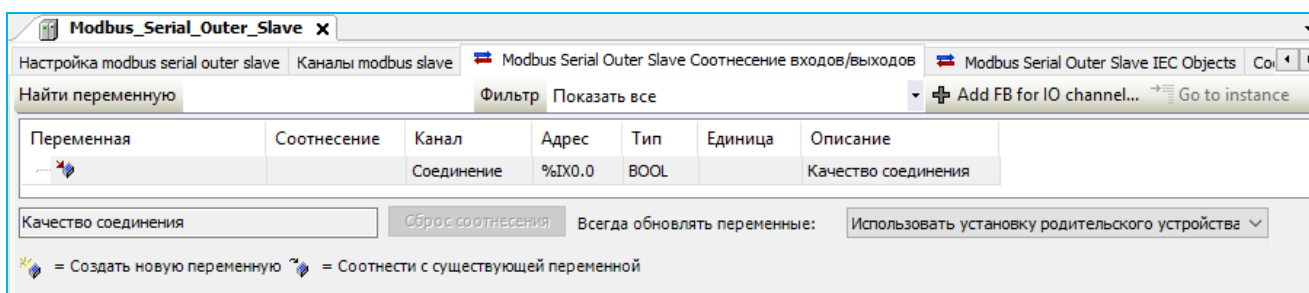 Modbus_Serial_Outer_Slave X
Настройка modbus serial outer slave Каналы modbus slave Modbus Serial Outer Slave Соотнесение входов/выходов Modbus Serial Outer Slave IEC Objects Со
Найти переменную Фильтр Показать все Add FB for IO channel... Go to instance
Переменная Соотнесение Канал Адрес Тип Единица Описание
Соединение %IX0.0 BOOL Качество соединения
Качество соединения Сброс соотнесения Всегда обновлять переменные: Использовать установку родительского устройства
= Создать новую переменную = Соотнести с существующей переменной